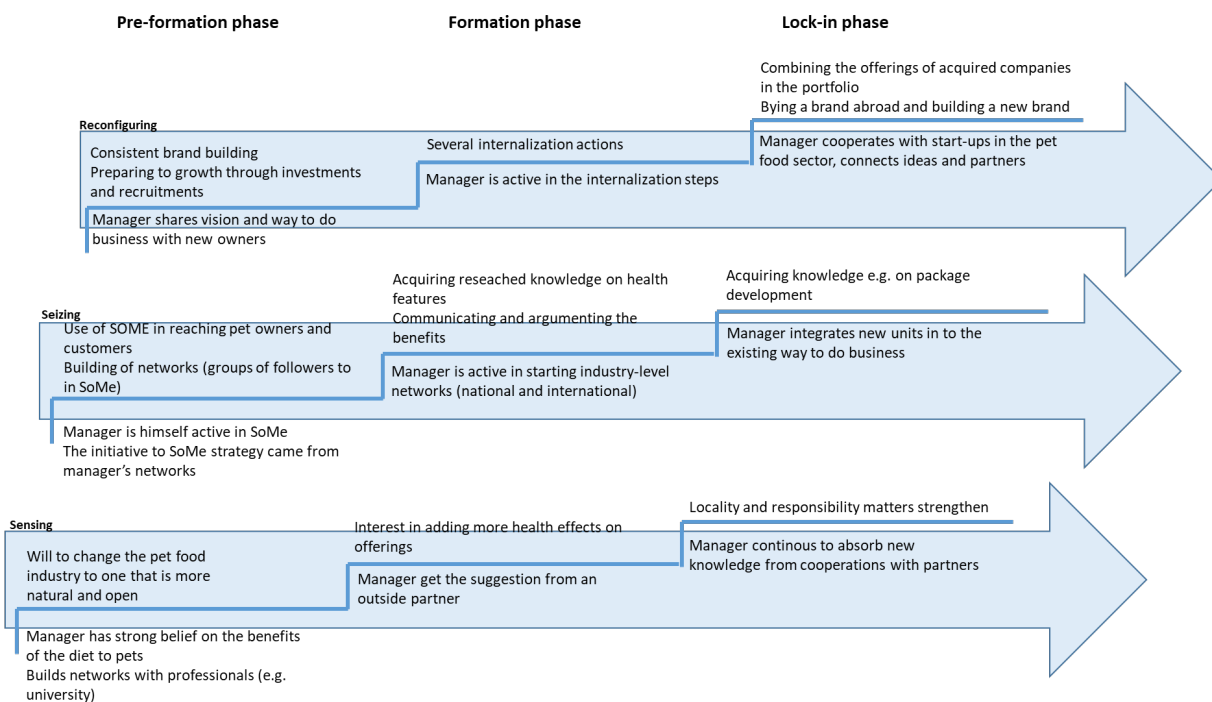 Pre-formation phase
Formation phase
Lock-in phase
Reconfiguring
Consistent brand building
Preparing to growth through investments
and recruitments
Manager shares vision and way to do
business with new owners
Several internalization actions
Manager is active in the internalization steps
Combining the offerings of acquired companies
in the portfolio
Bying a brand abroad and building a new brand
Manager cooperates with start-ups in the pet
food sector, connects ideas and partners
Seizing
Use of SOME in reaching pet owners and
customers
Building of networks (groups of followers to
in SoMe)
Manager is himself active in SoMe
The initiative to SoMe strategy came from
manager's networks
Acquiring reseached knowledge on health
features
Communicating and argumenting the
benefits
Manager is active in starting industry-level
networks (national and international)
Acquiring knowledge e.g. on package
development
Manager integrates new units in to the
existing way to do business
Sensing
Will to change the pet food
industry to one that is more
natural and open
Manager has strong belief on the benefits
of the diet to pets
Builds networks with professionals (e.g.
university)
Interest in adding more health effects on
offerings
Manager get the suggestion from an
outside partner
Locality and responsibility matters strengthen
Manager continous to absorb new
knowledge from cooperations with partners